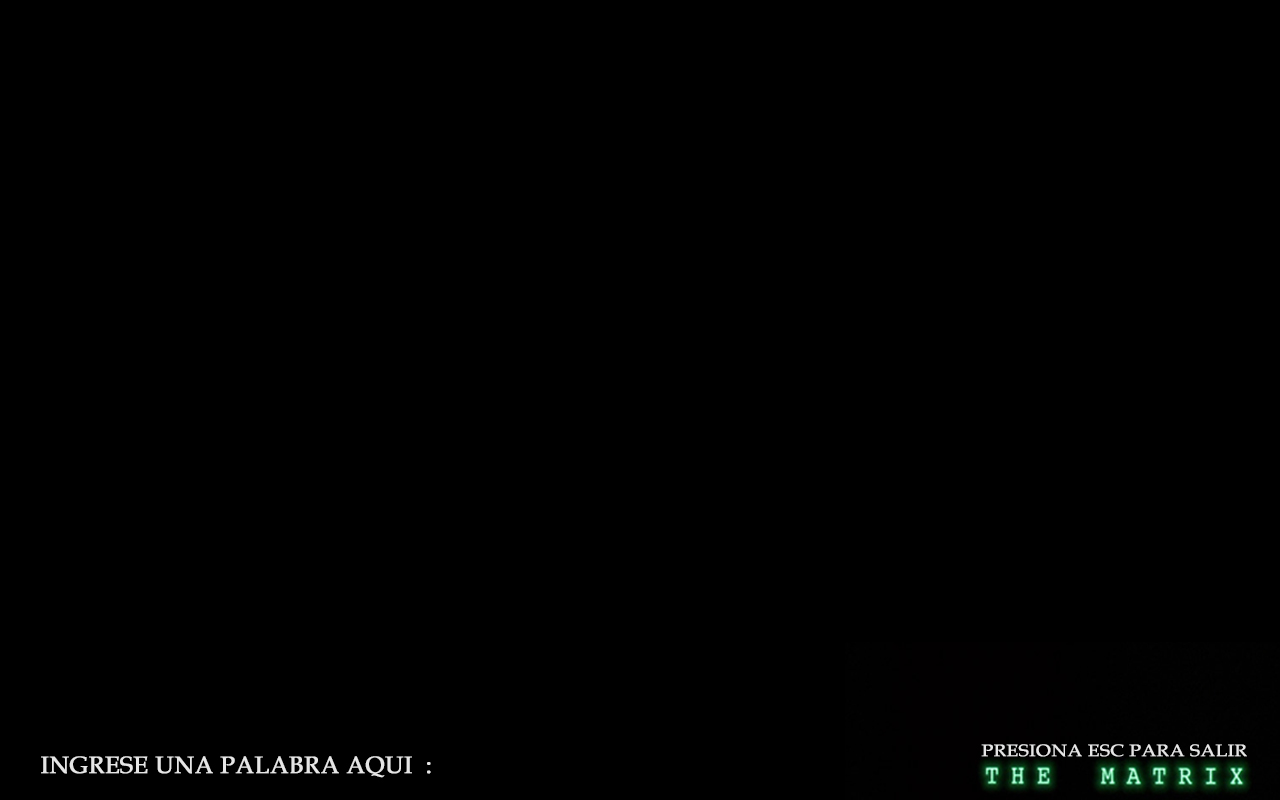 INGRESE UNA PALABRA AQUI :
PRESIONA ESC PARA SALIR
THE MATRIX